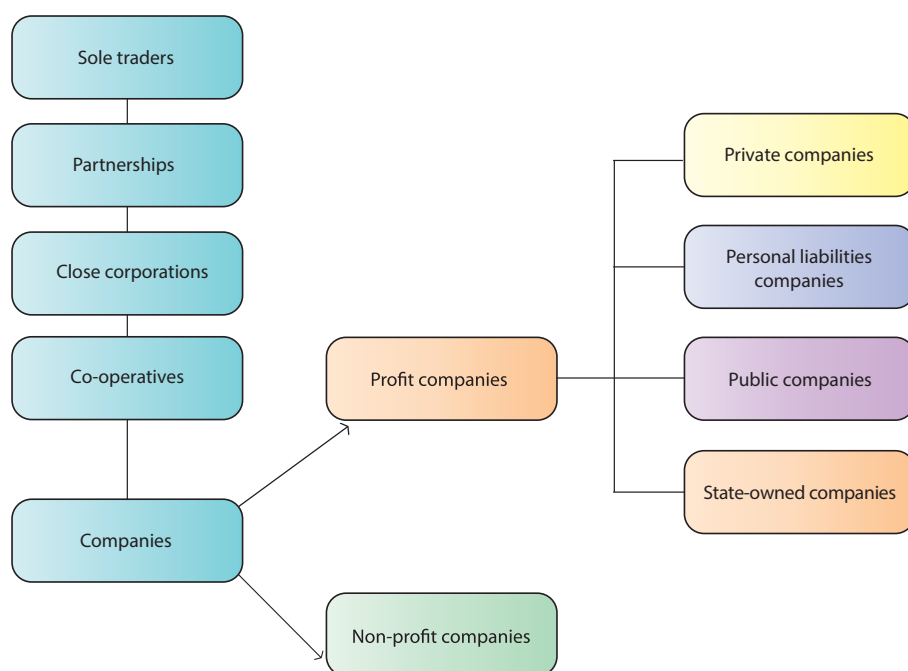 Sole traders
Partnerships
Close corporations
Co-operatives
Companies
Profit companies
Non-profit companies
Private companies
Personal liabilities
companies
Public companies
State-owned companies